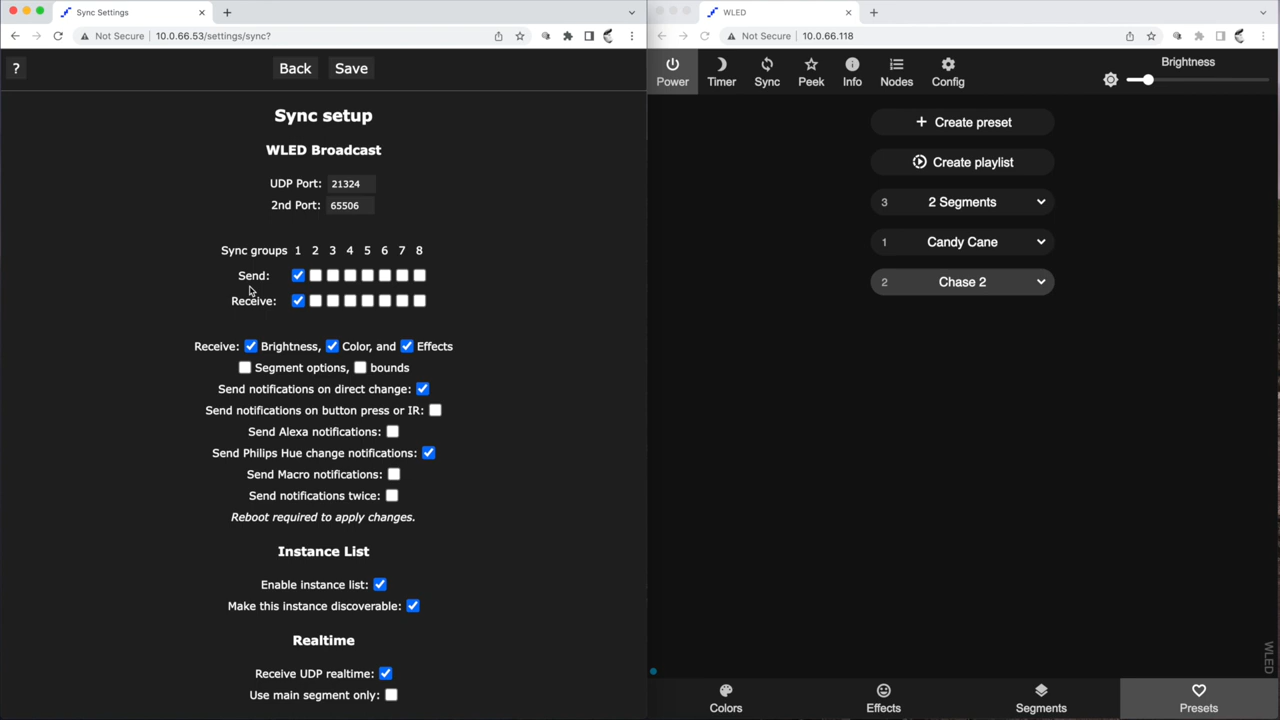 Sync Settings
Not Secure
10.0.66.53/settings/sync?
?
Back
Save
Sync setup
WLED Broadcast
UDP Port: 21324
2nd Port: 65506
Sync groups 1 2 3 4 5 6 7 8
Send:
Receive:
Receive: Brightness, Color, and Effects
Segment options, bounds
Send notifications on direct change:
Send notifications on button press or IR:
Send Alexa notifications:
Send Philips Hue change notifications:
Send Macro notifications:
Send notifications twice:
Reboot required to apply changes.
Instance List
Enable instance list:
Make this instance discoverable:
Realtime
Receive UDP realtime:
Use main segment only:
WLED
Not Secure
10.0.66.118
Power
Timer
Sync
Peek
Info
Nodes
Config
Brightness
+ Create preset
Create playlist
3 2 Segments
1 Candy Cane
2 Chase 2
WLED
Colors
Effects
Segments
Presets